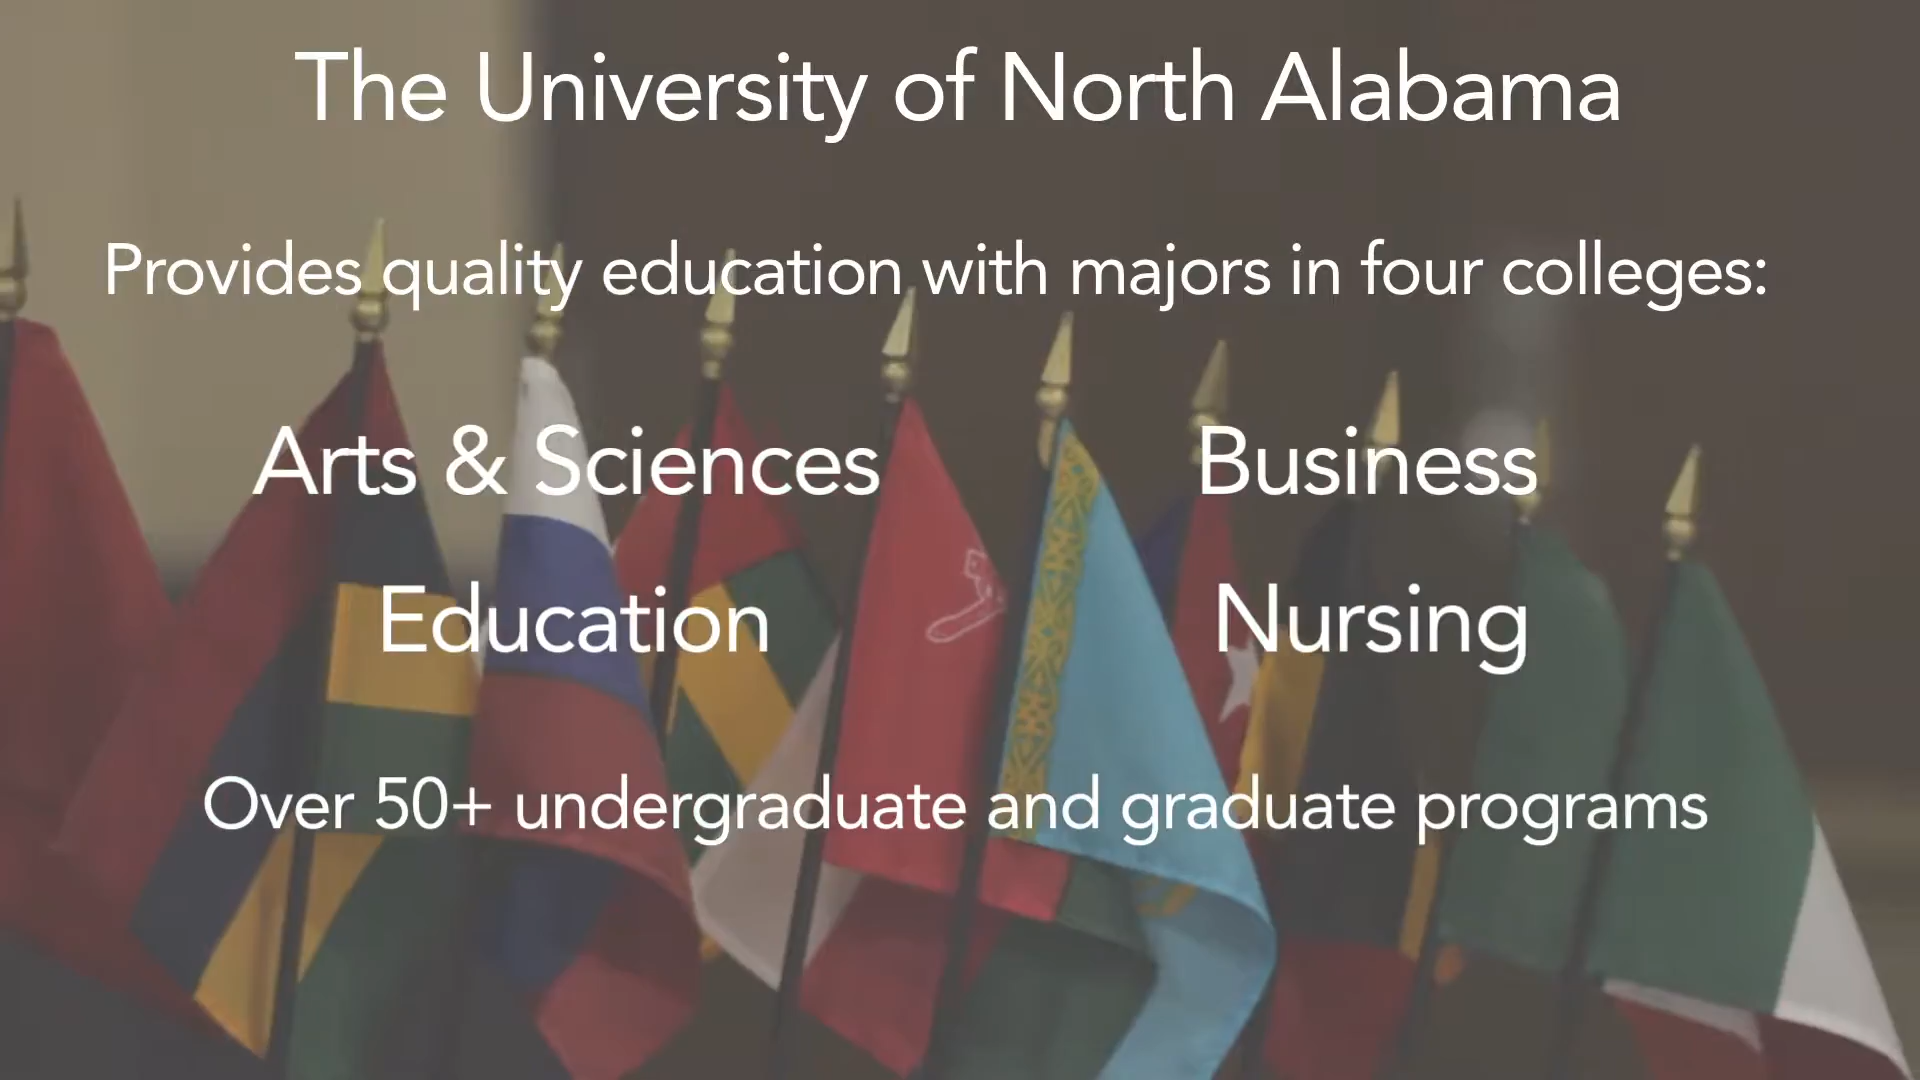 The University of North Alabama
Provides quality education with majors in four colleges:
Arts & Sciences
Business
Education
Nursing
Over 50+ undergraduate and graduate programs